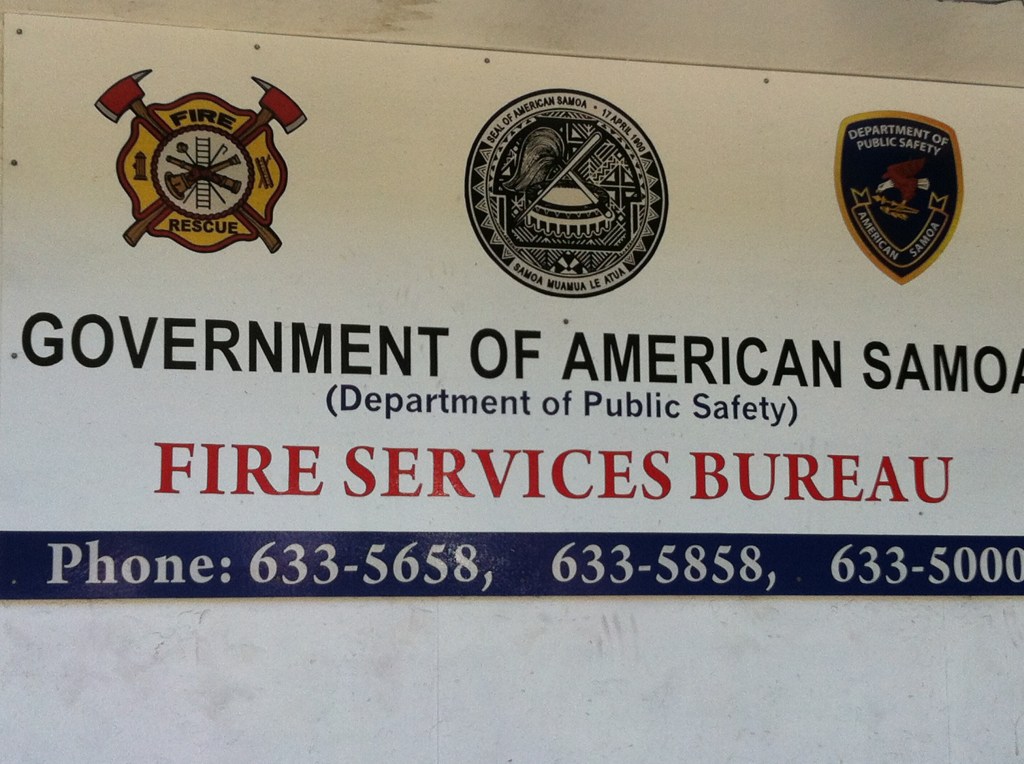 FIRE
RESCUE
SEAL OF AMERICAN SAMOA • 17 APRIL 1900
SAMOA MUAMUA LE ATUA
DEPARTMENT OF
PUBLIC SAFETY
AMERICAN SAMOA
GOVERNMENT OF AMERICAN SAMOA
(Department of Public Safety)
FIRE SERVICES BUREAU
Phone: 633-5658, 633-5858, 633-5000